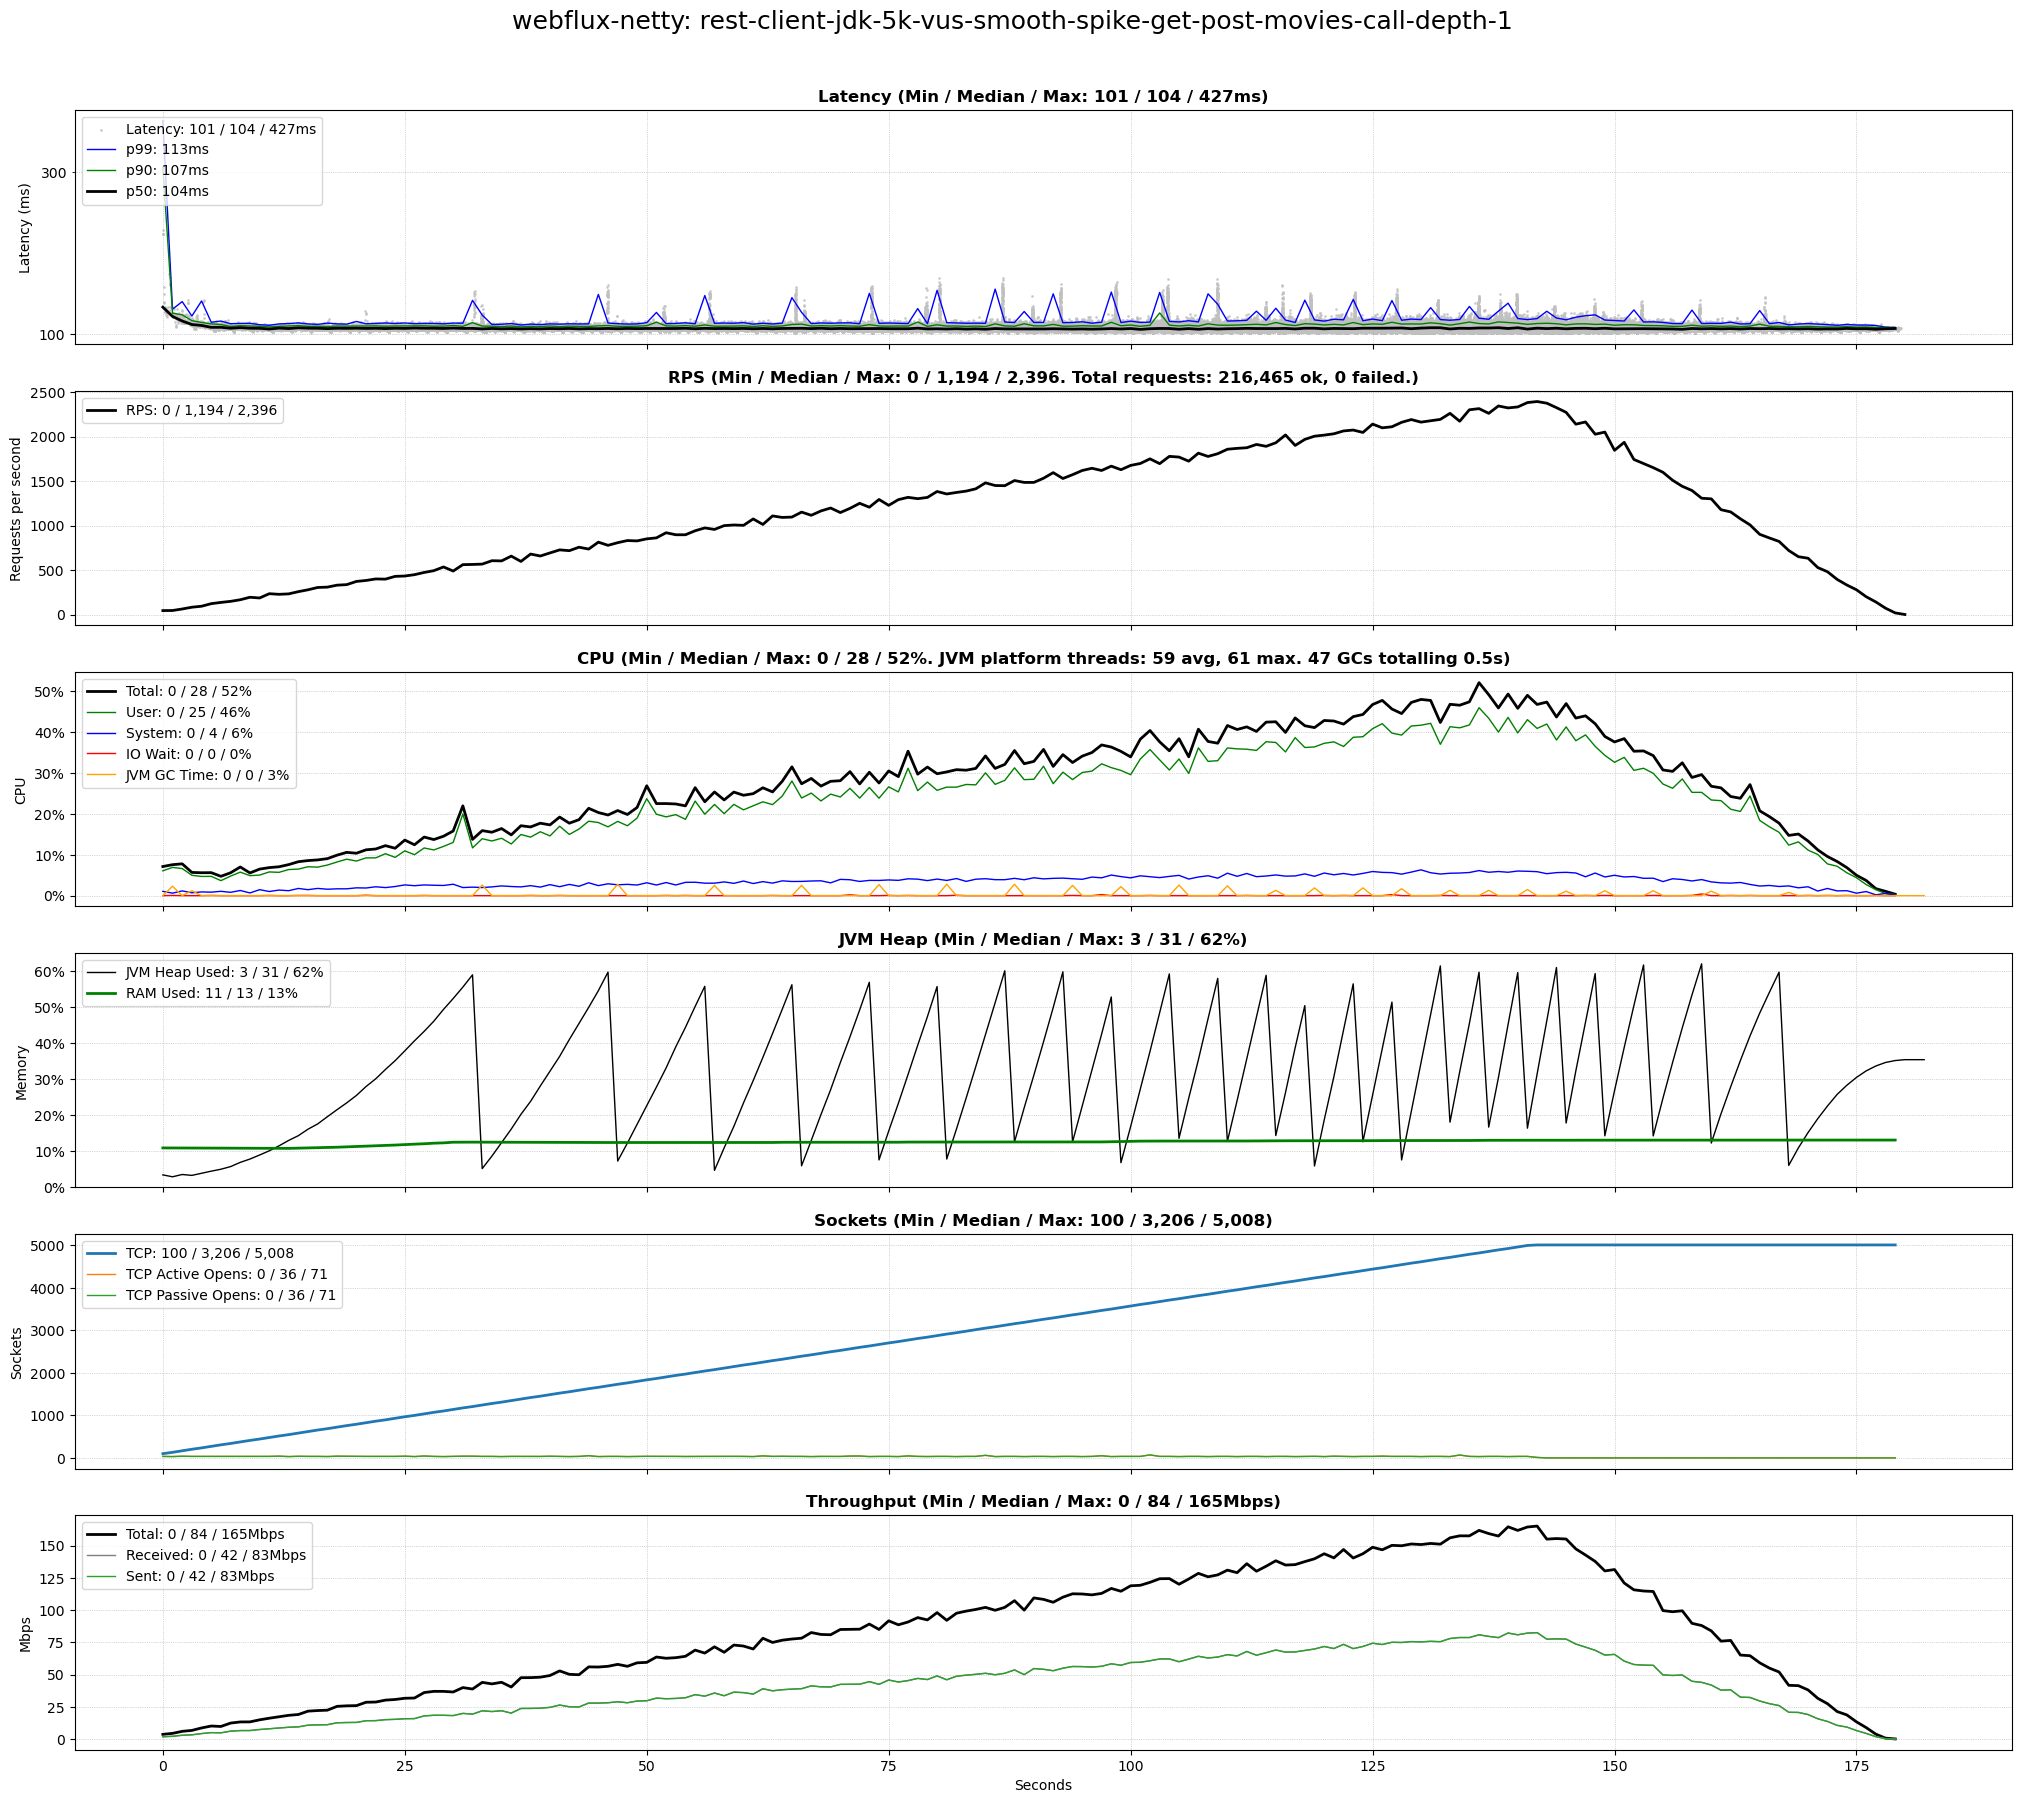 webflux-netty: rest-client-jdk-5k-vus-smooth-spike-get-post-movies-call-depth-1
Latency (Min / Median / Max: 101 / 104 / 427ms)
Latency: 101 / 104 / 427ms
p99: 113ms
p90: 107ms
p50: 104ms
Latency (ms)
300
100
RPS (Min / Median / Max: 0 / 1,194 / 2,396. Total requests: 216,465 ok, 0 failed.)
RPS: 0 / 1,194 / 2,396
Requests per second
2500
2000
1500
1000
500
0
CPU (Min / Median / Max: 0 / 28 / 52%. JVM platform threads: 59 avg, 61 max. 47 GCs totalling 0.5s)
Total: 0 / 28 / 52%
User: 0 / 25 / 46%
System: 0 / 4 / 6%
IO Wait: 0 / 0 / 0%
JVM GC Time: 0 / 0 / 3%
CPU
50%
40%
30%
20%
10%
0%
JVM Heap (Min / Median / Max: 3 / 31 / 62%)
JVM Heap Used: 3 / 31 / 62%
RAM Used: 11 / 13 / 13%
Memory
60%
50%
40%
30%
20%
10%
0%
Sockets (Min / Median / Max: 100 / 3,206 / 5,008)
TCP: 100 / 3,206 / 5,008
TCP Active Opens: 0 / 36 / 71
TCP Passive Opens: 0 / 36 / 71
Sockets
5000
4000
3000
2000
1000
0
Throughput (Min / Median / Max: 0 / 84 / 165Mbps)
Total: 0 / 84 / 165Mbps
Received: 0 / 42 / 83Mbps
Sent: 0 / 42 / 83Mbps
Mbps
150
125
100
75
50
25
0
0 25 50 75 100 125 150 175
Seconds